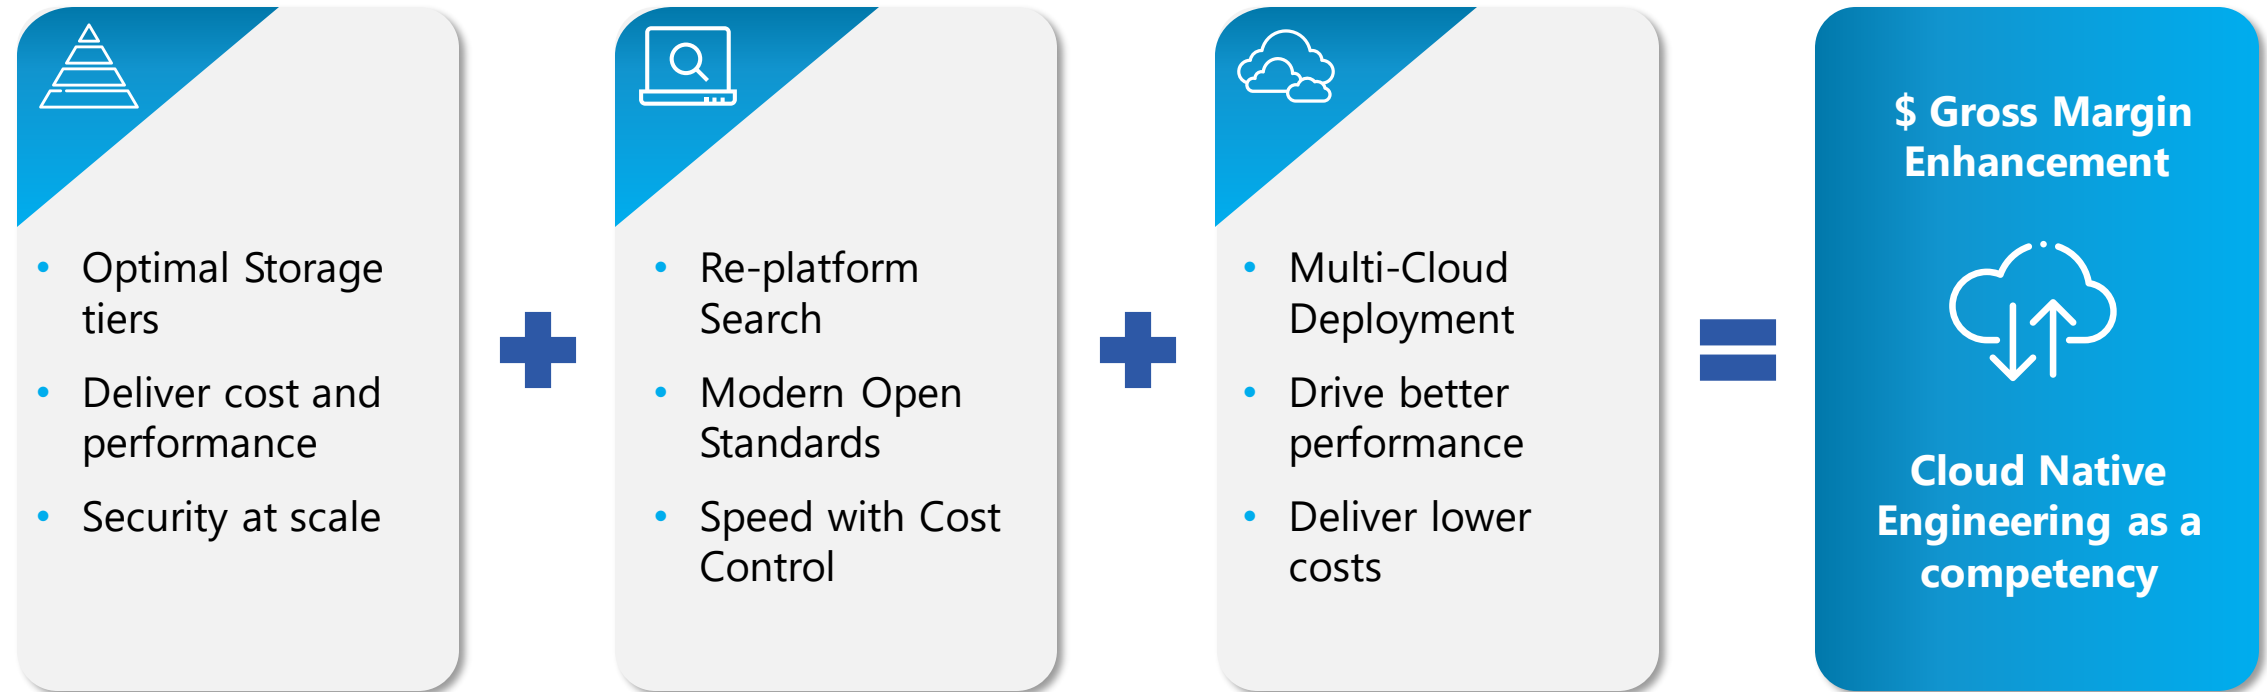 • Optimal Storage
tiers
• Deliver cost and
performance
• Security at scale
+
• Re-platform
Search
• Modern Open
Standards
• Speed with Cost
Control
+
• Multi-Cloud
Deployment
• Drive better
performance
• Deliver lower
costs
=
$ Gross Margin
Enhancement
Cloud Native
Engineering as a
competency